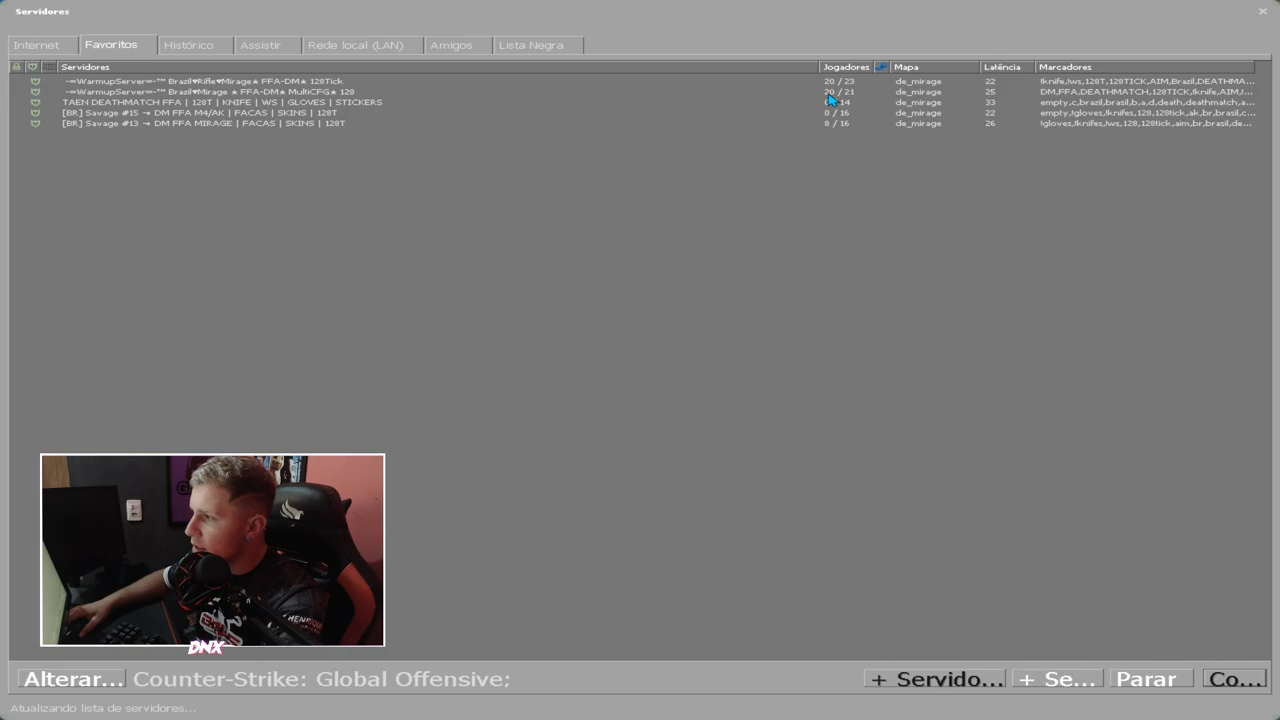 Servidores
Internet Favoritos Histórico Assistir Rede local (LAN) Amigos Lista Negra
Servidores Jogadores Mapa Latência Marcadores
-=WarmupServer=-™ Brazil♥Rifle♥Mirage★ FFA-DM★ 128Tick 20 / 23 de_mirage 22 !knife,!ws,128T,128TICK,AIM,Brazil,DEATHMA...
-=WarmupServer=-™ Brazil♥Mirage ★ FFA-DM★ MultiCFG★ 128 20 / 21 de_mirage 25 DM,FFA,DEATHMATCH,128TICK,!knife,AIM,!...
TAEN DEATHMATCH FFA | 128T | KNIFE | WS | GLOVES | STICKERS 14 de_mirage 33 empty,c,brazil,brasil,b,a,d,death,deathmatch,a...
[BR] Savage #15 → DM FFA M4/AK | FACAS | SKINS | 128T 0 / 16 de_mirage 22 empty,!gloves,!knifes,128,128tick,ak,br,brasil,c...
[BR] Savage #13 → DM FFA MIRAGE | FACAS | SKINS | 128T 8 / 16 de_mirage 26 !gloves,!knifes,!ws,128,128tick,aim,br,brasil,de...
DNX
Alterar... Counter-Strike: Global Offensive; + Servido... + Se... Parar Co...
Atualizando lista de servidores...